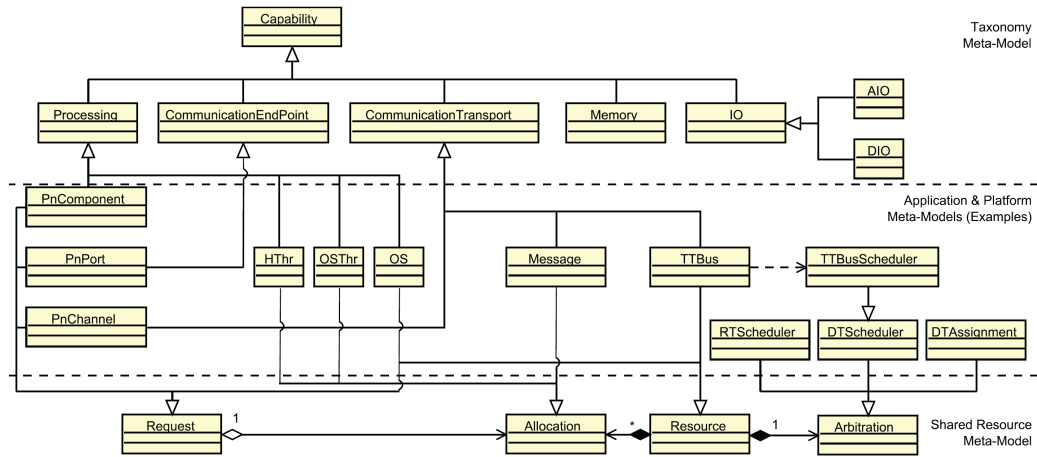 Capability
Taxonomy
Meta-Model
Processing
CommunicationEndPoint
CommunicationTransport
Memory
IO
AIO
DIO
PnComponent
Application & Platform
Meta-Models (Examples)
PnPort
HThr
OSThr
OS
Message
TTBus
TTBusScheduler
PnChannel
RTScheduler
DTScheduler
DTAssignment
Request
1
Allocation
*
Resource
1
Arbitration
Shared Resource
Meta-Model